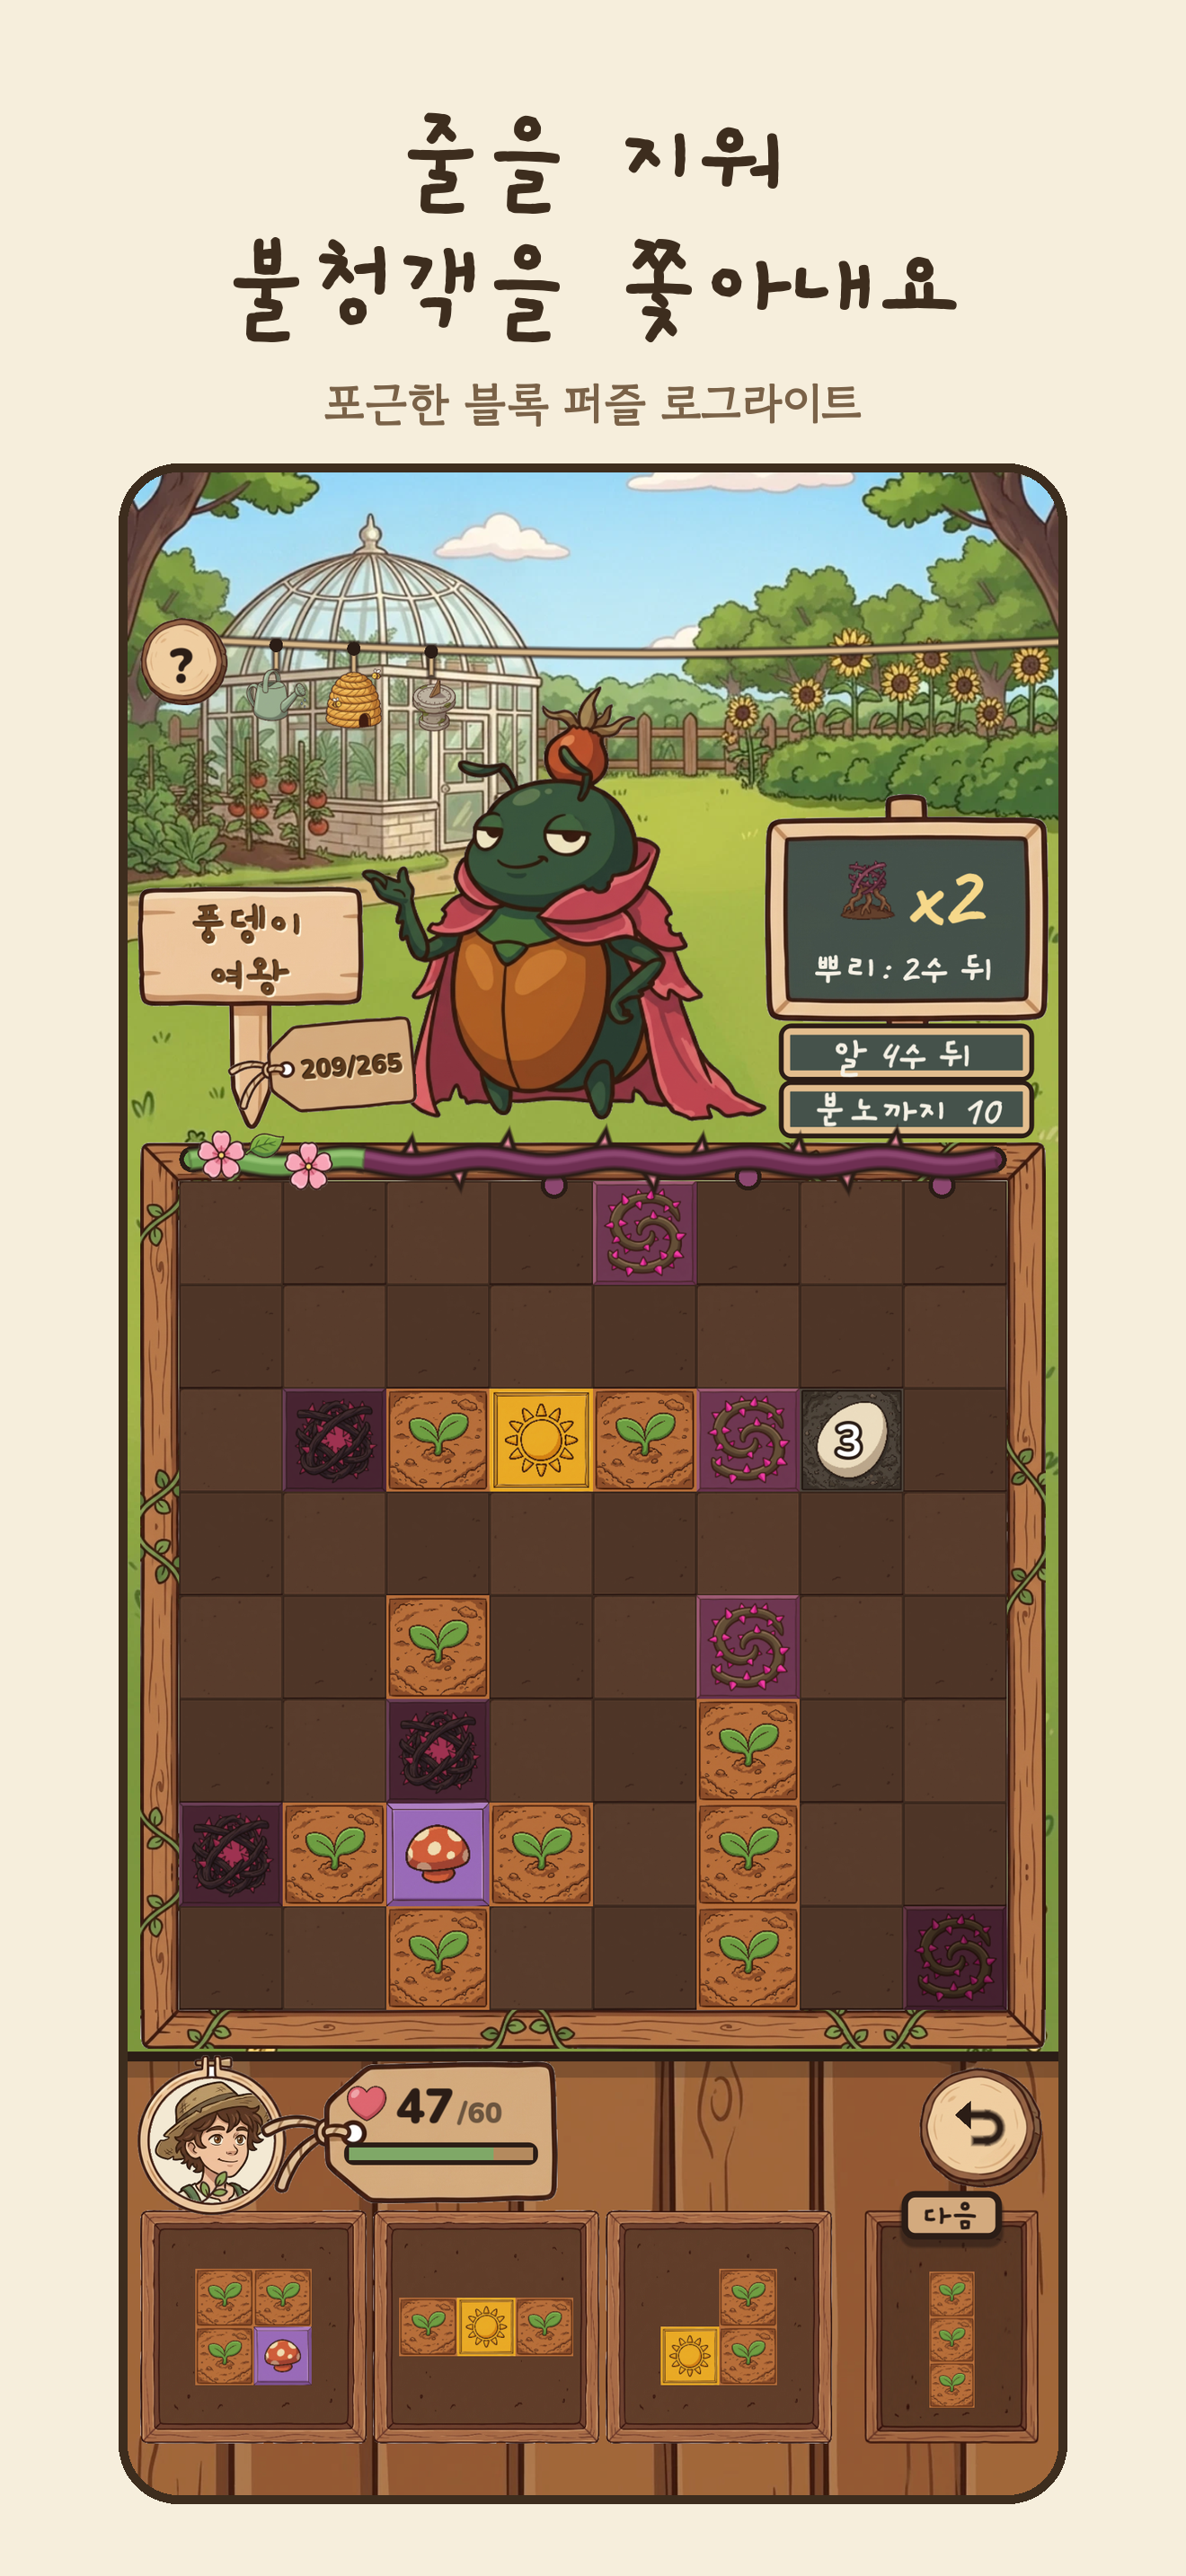 줄을 지워
불청객을 쫓아내요
포근한 블록 퍼즐 로그라이트
?
x2
뿌리: 2수 뒤
풍뎅이
여왕
209/265
알 4수 뒤
분노까지 10
3
47/60
다음